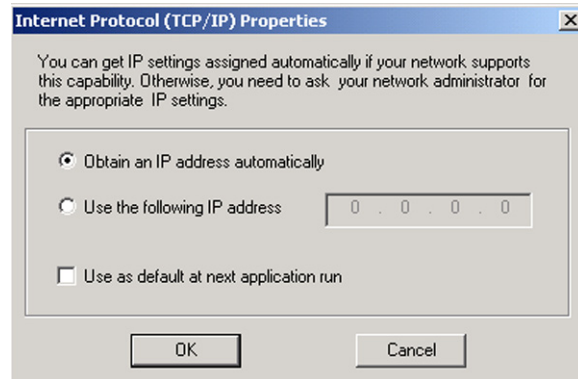 Internet Protocol (TCP/IP) Properties
You can get IP settings assigned automatically if your network supports
this capability. Otherwise, you need to ask your network administrator for
the appropriate IP settings.
Obtain an IP address automatically
Use the following IP address 0 . 0 . 0 . 0
Use as default at next application run
OK Cancel